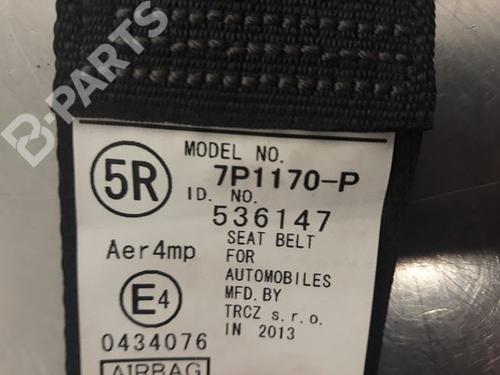 B-PARTS
MODEL NO.
5R
7P1170-P
ID. NO.
536147
Aer4mp
SEAT BELT
FOR
AUTOMOBILES
E4
MFD. BY
TRCZ s.r.o.
0434076
IN 2013
AIRBAG